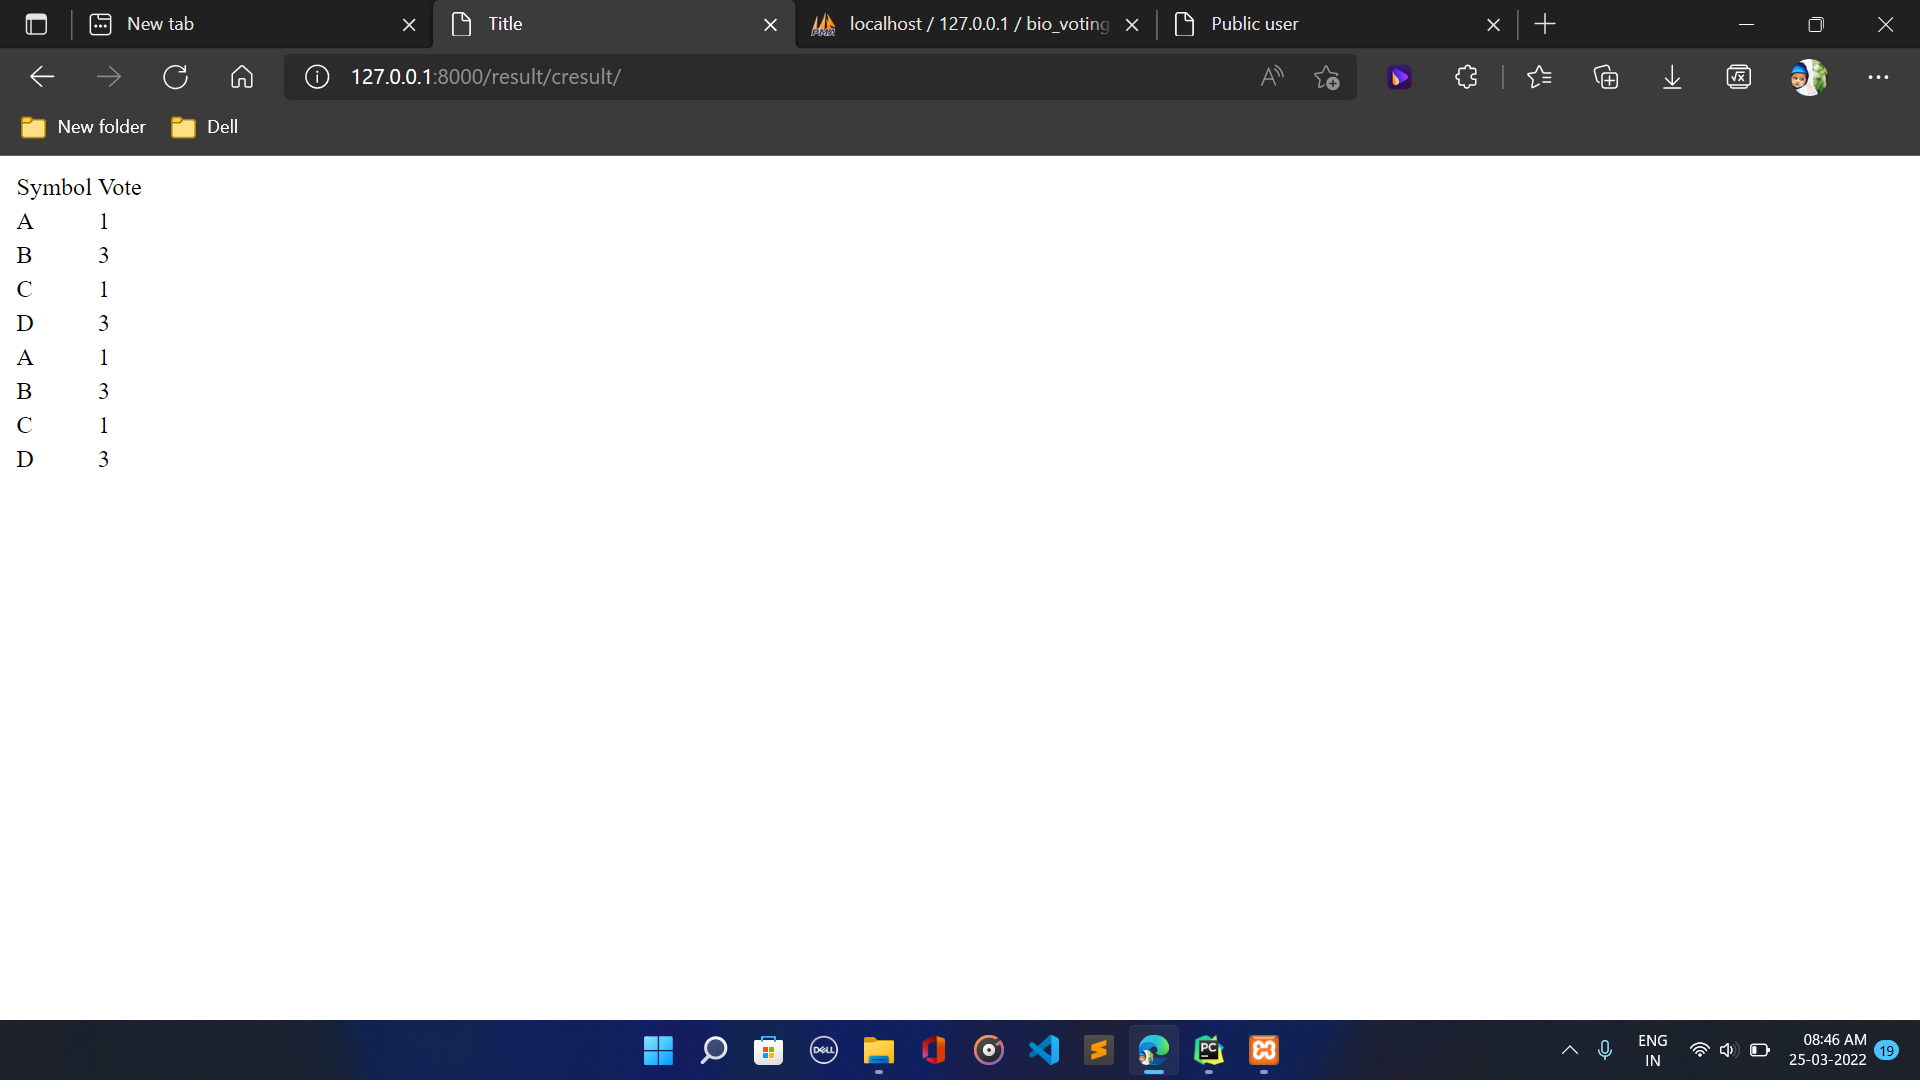 New tab
Title
localhost / 127.0.0.1 / bio_voting
Public user
127.0.0.1:8000/result/cresult/
New folder
Dell
Symbol Vote
A 1
B 3
C 1
D 3
A 1
B 3
C 1
D 3
DELL
PC
ENG
IN
08:46 AM
25-03-2022
19